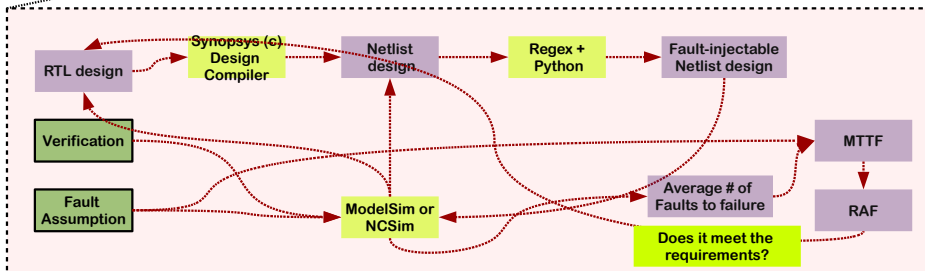 RTL design
Synopsys (c)
Design
Compiler
Netlist
design
Regex +
Python
Fault-injectable
Netlist design
Verification
MTTF
Fault
Assumption
ModelSim or
NCSim
Average # of
Faults to failure
RAF
Does it meet the
requirements?